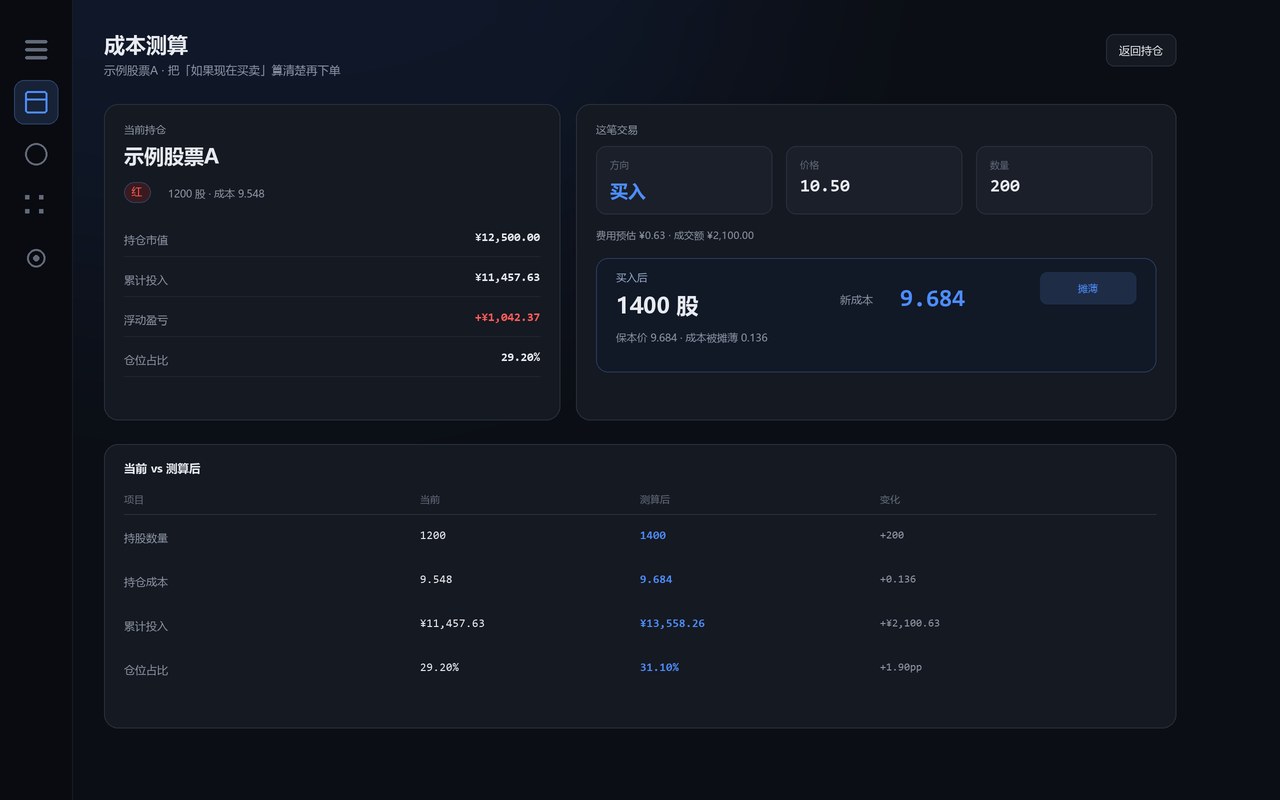 成本测算
示例股票A · 把「如果现在买卖」算清楚再下单
返回持仓
当前持仓
示例股票A
红
1200 股 · 成本 9.548
持仓市值 ¥12,500.00
累计投入 ¥11,457.63
浮动盈亏 +¥1,042.37
仓位占比 29.20%
这笔交易
方向 价格 数量
买入 10.50 200
费用预估 ¥0.63 · 成交额 ¥2,100.00
买入后
1400 股
新成本 9.684
摊薄
保本价 9.684 · 成本被摊薄 0.136
当前 vs 测算后
项目 当前 测算后 变化
持股数量 1200 1400 +200
持仓成本 9.548 9.684 +0.136
累计投入 ¥11,457.63 ¥13,558.26 +¥2,100.63
仓位占比 29.20% 31.10% +1.90pp